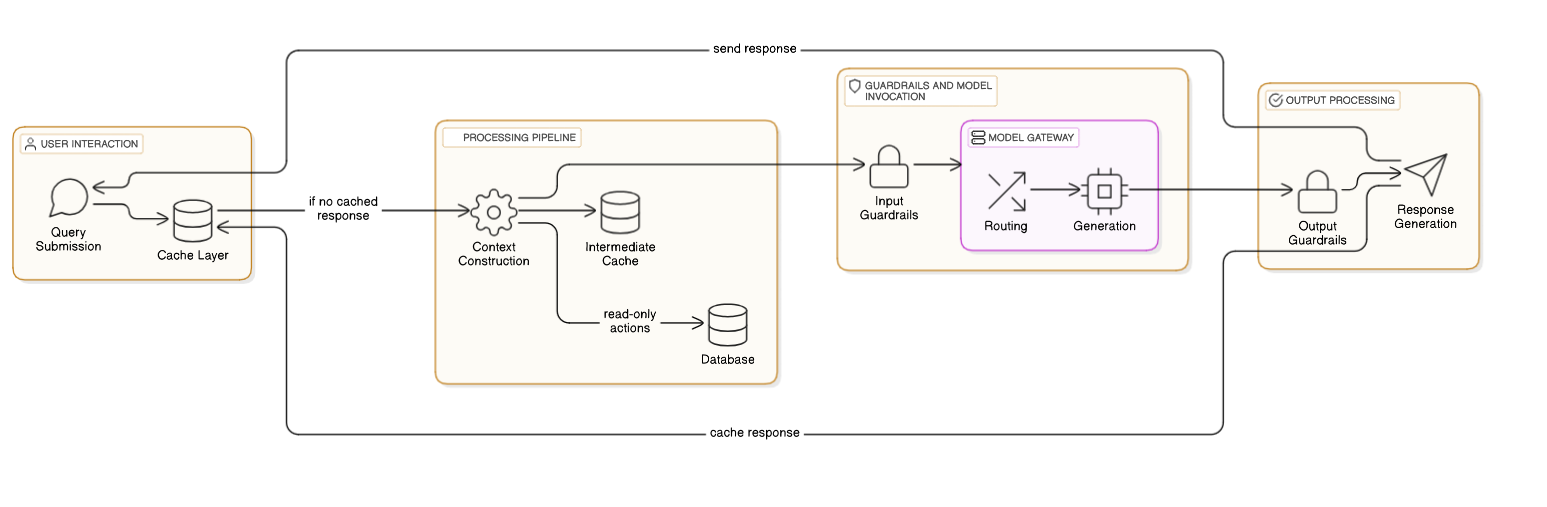 send response
USER INTERACTION
Query
Submission
Cache Layer
if no cached
response
PROCESSING PIPELINE
Context
Construction
Intermediate
Cache
read-only
actions
Database
GUARDRAILS AND MODEL
INVOCATION
Input
Guardrails
MODEL GATEWAY
Routing
Generation
OUTPUT PROCESSING
Output
Guardrails
Response
Generation
cache response